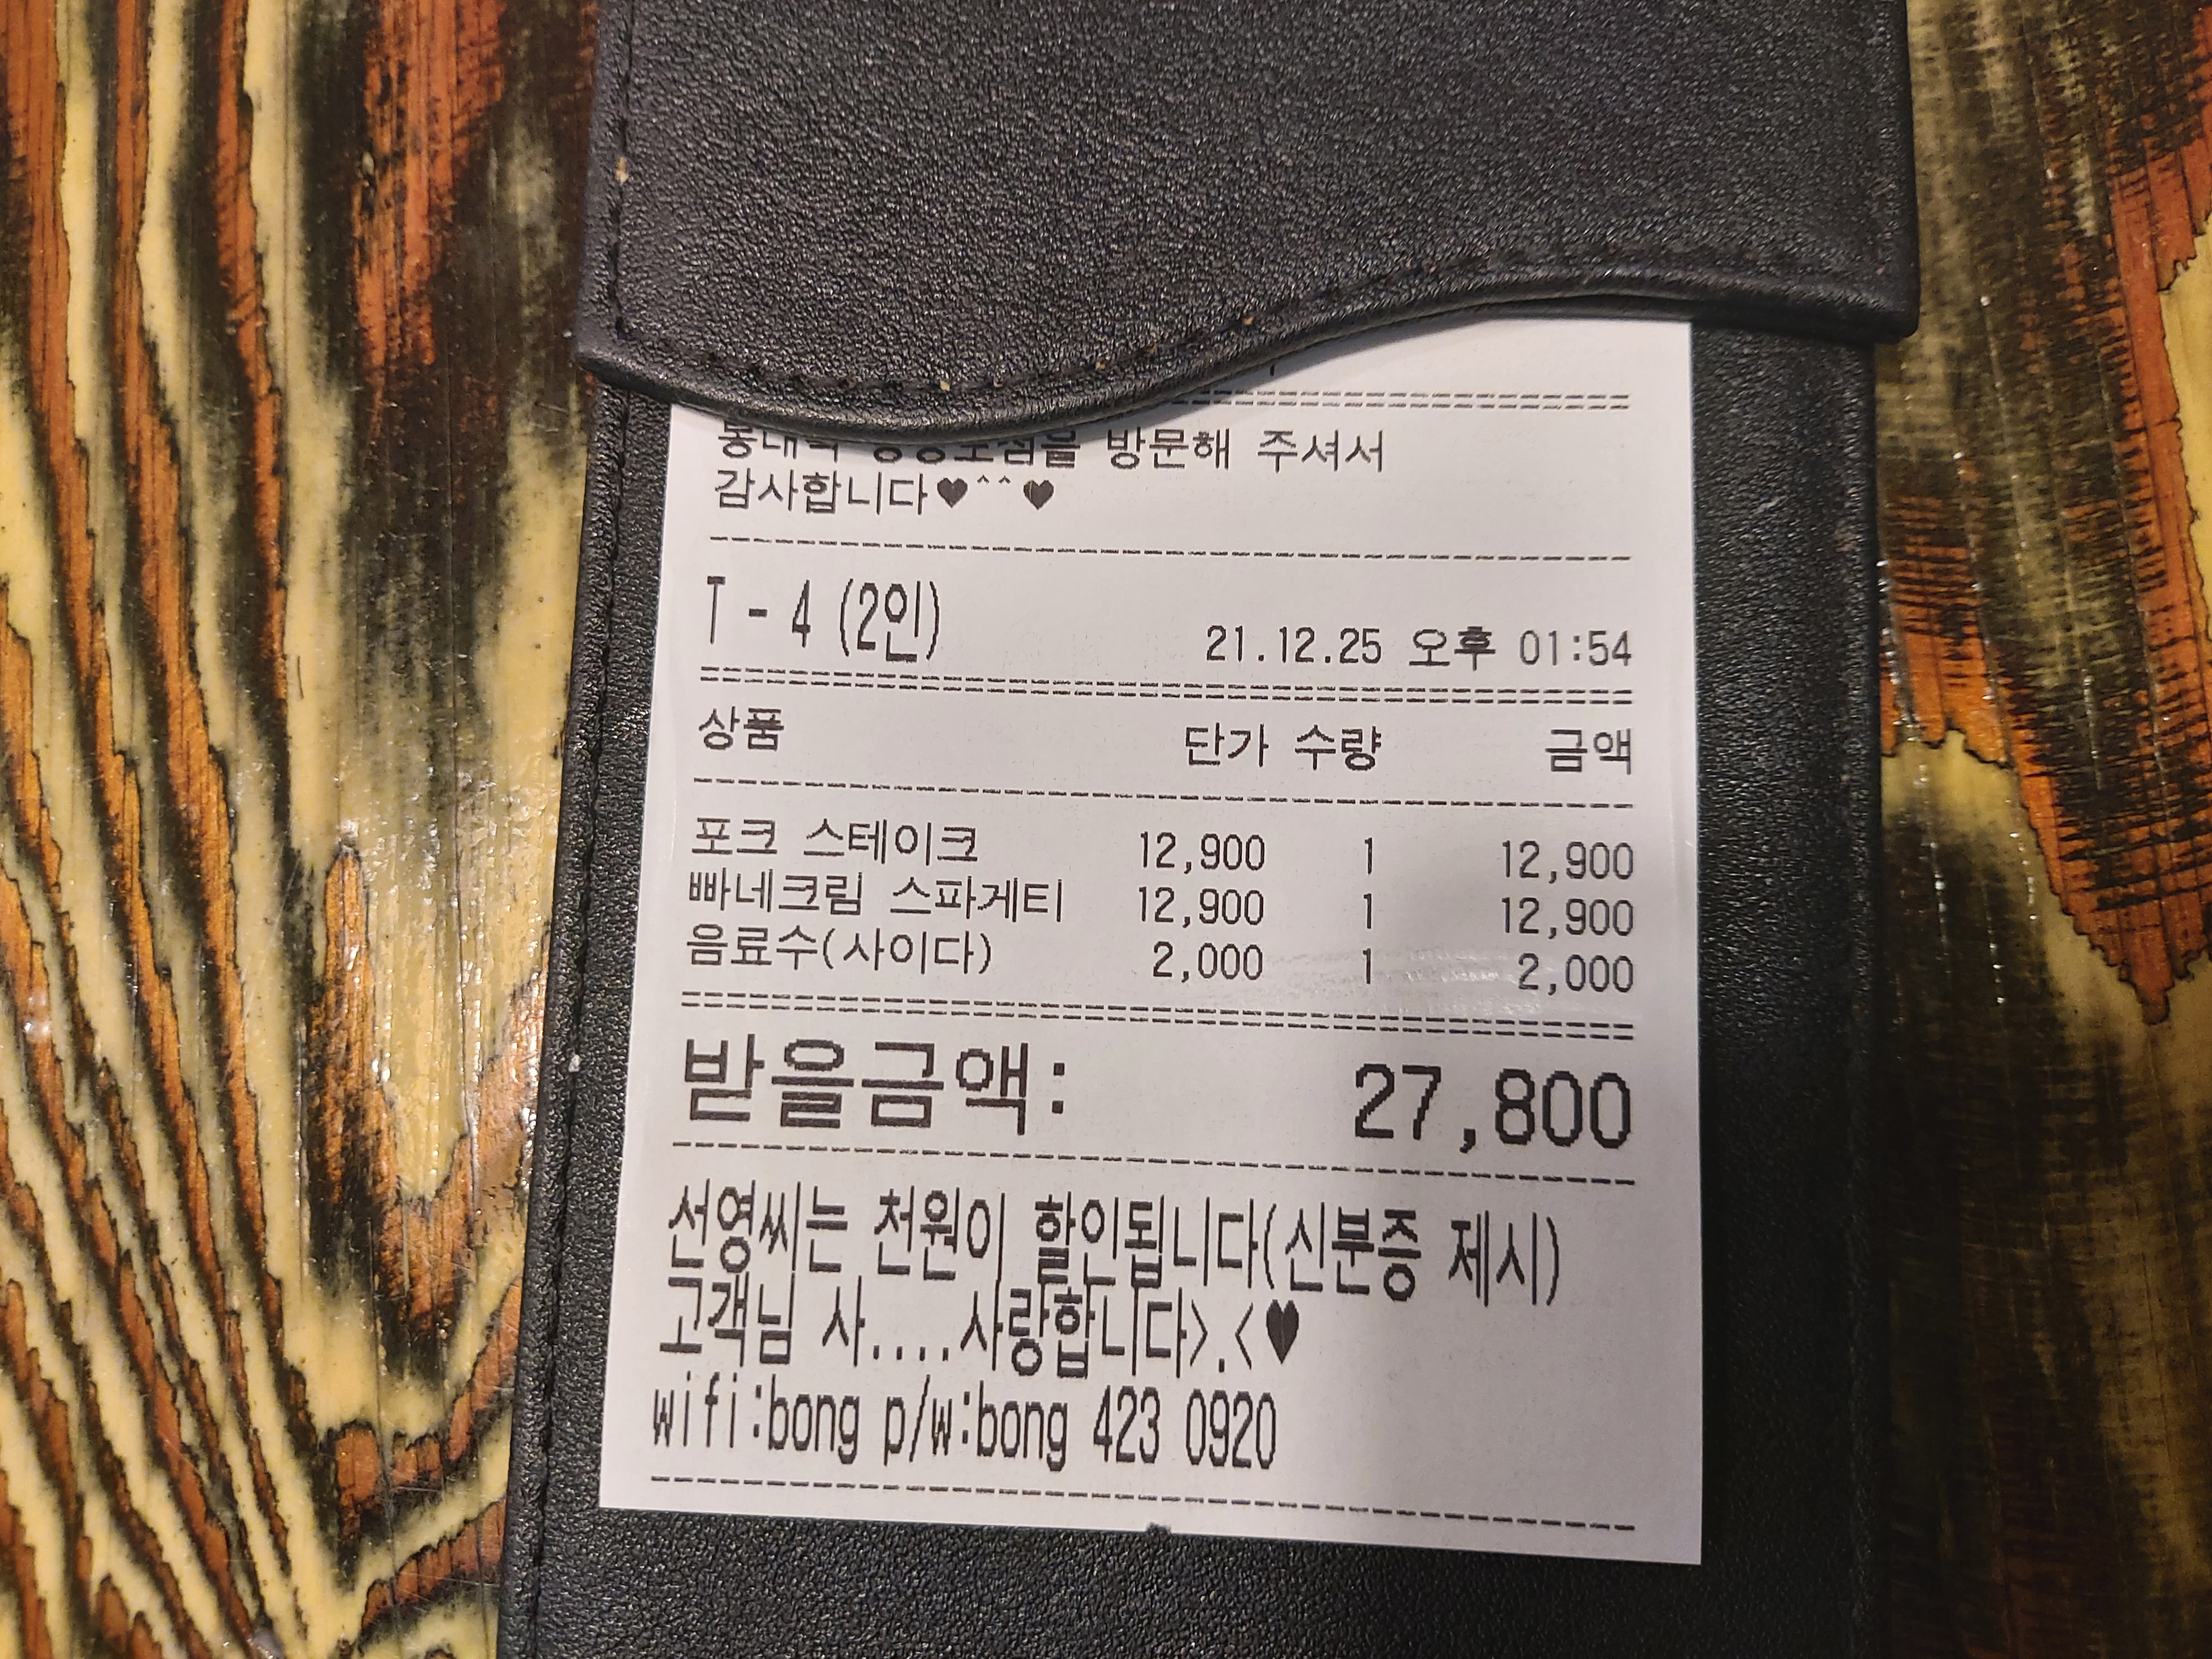 방문해 주셔서
감사합니다♥^^♥
T - 4 (2인)
21.12.25 오후 01:54
상품 단가 수량 금액
포크 스테이크 12,900 1 12,900
빠네크림 스파게티 12,900 1 12,900
음료수(사이다) 2,000 1 2,000
받을금액: 27,800
선영씨는 천원이 할인됩니다(신분증 제시)
고객님 사....사랑합니다>.<♥
wifi:bong p/w:bong 423 0920